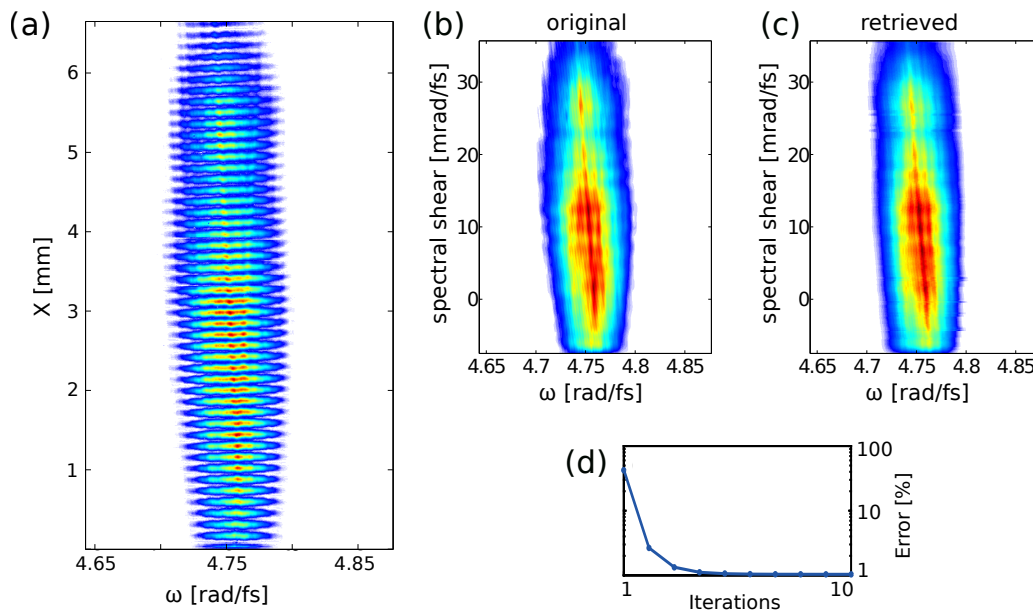 (a)
X [mm]
6
5
4
3
2
1
4.65 4.75 4.85
ω [rad/fs]
(b) original
spectral shear [mrad/fs]
30
20
10
0
4.65 4.7 4.75 4.8 4.85
ω [rad/fs]
(c) retrieved
spectral shear [mrad/fs]
30
20
10
0
4.65 4.7 4.75 4.8 4.85
ω [rad/fs]
(d)
100
10
1
Error [%]
1 10
Iterations